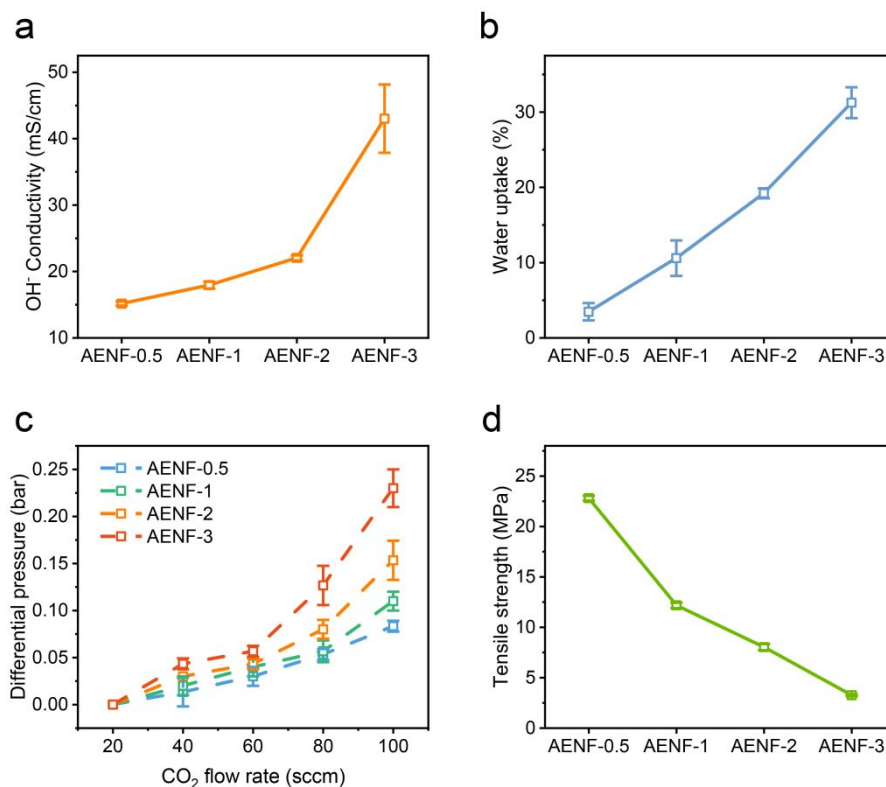 a
OH⁻ Conductivity (mS/cm)
50
40
30
20
10
AENF-0.5 AENF-1 AENF-2 AENF-3
b
Water uptake (%)
30
20
10
0
AENF-0.5 AENF-1 AENF-2 AENF-3
c
Differential pressure (bar)
0.25
0.20
0.15
0.10
0.05
0.00
AENF-0.5
AENF-1
AENF-2
AENF-3
20 40 60 80 100
CO₂ flow rate (sccm)
d
Tensile strength (MPa)
25
20
15
10
5
0
AENF-0.5 AENF-1 AENF-2 AENF-3